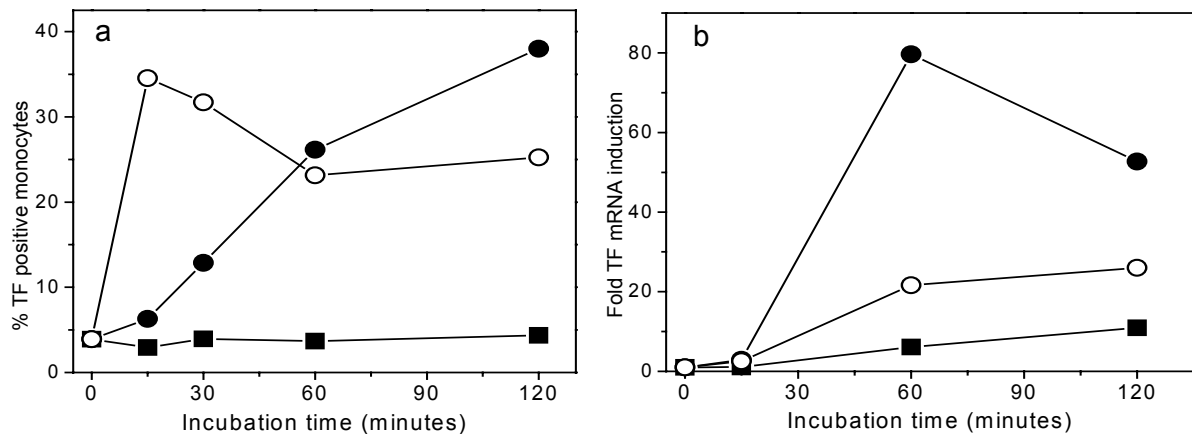 a
% TF positive monocytes
40
30
20
10
0
0 30 60 90 120
Incubation time (minutes)
b
Fold TF mRNA induction
80
60
40
20
0
0 30 60 90 120
Incubation time (minutes)